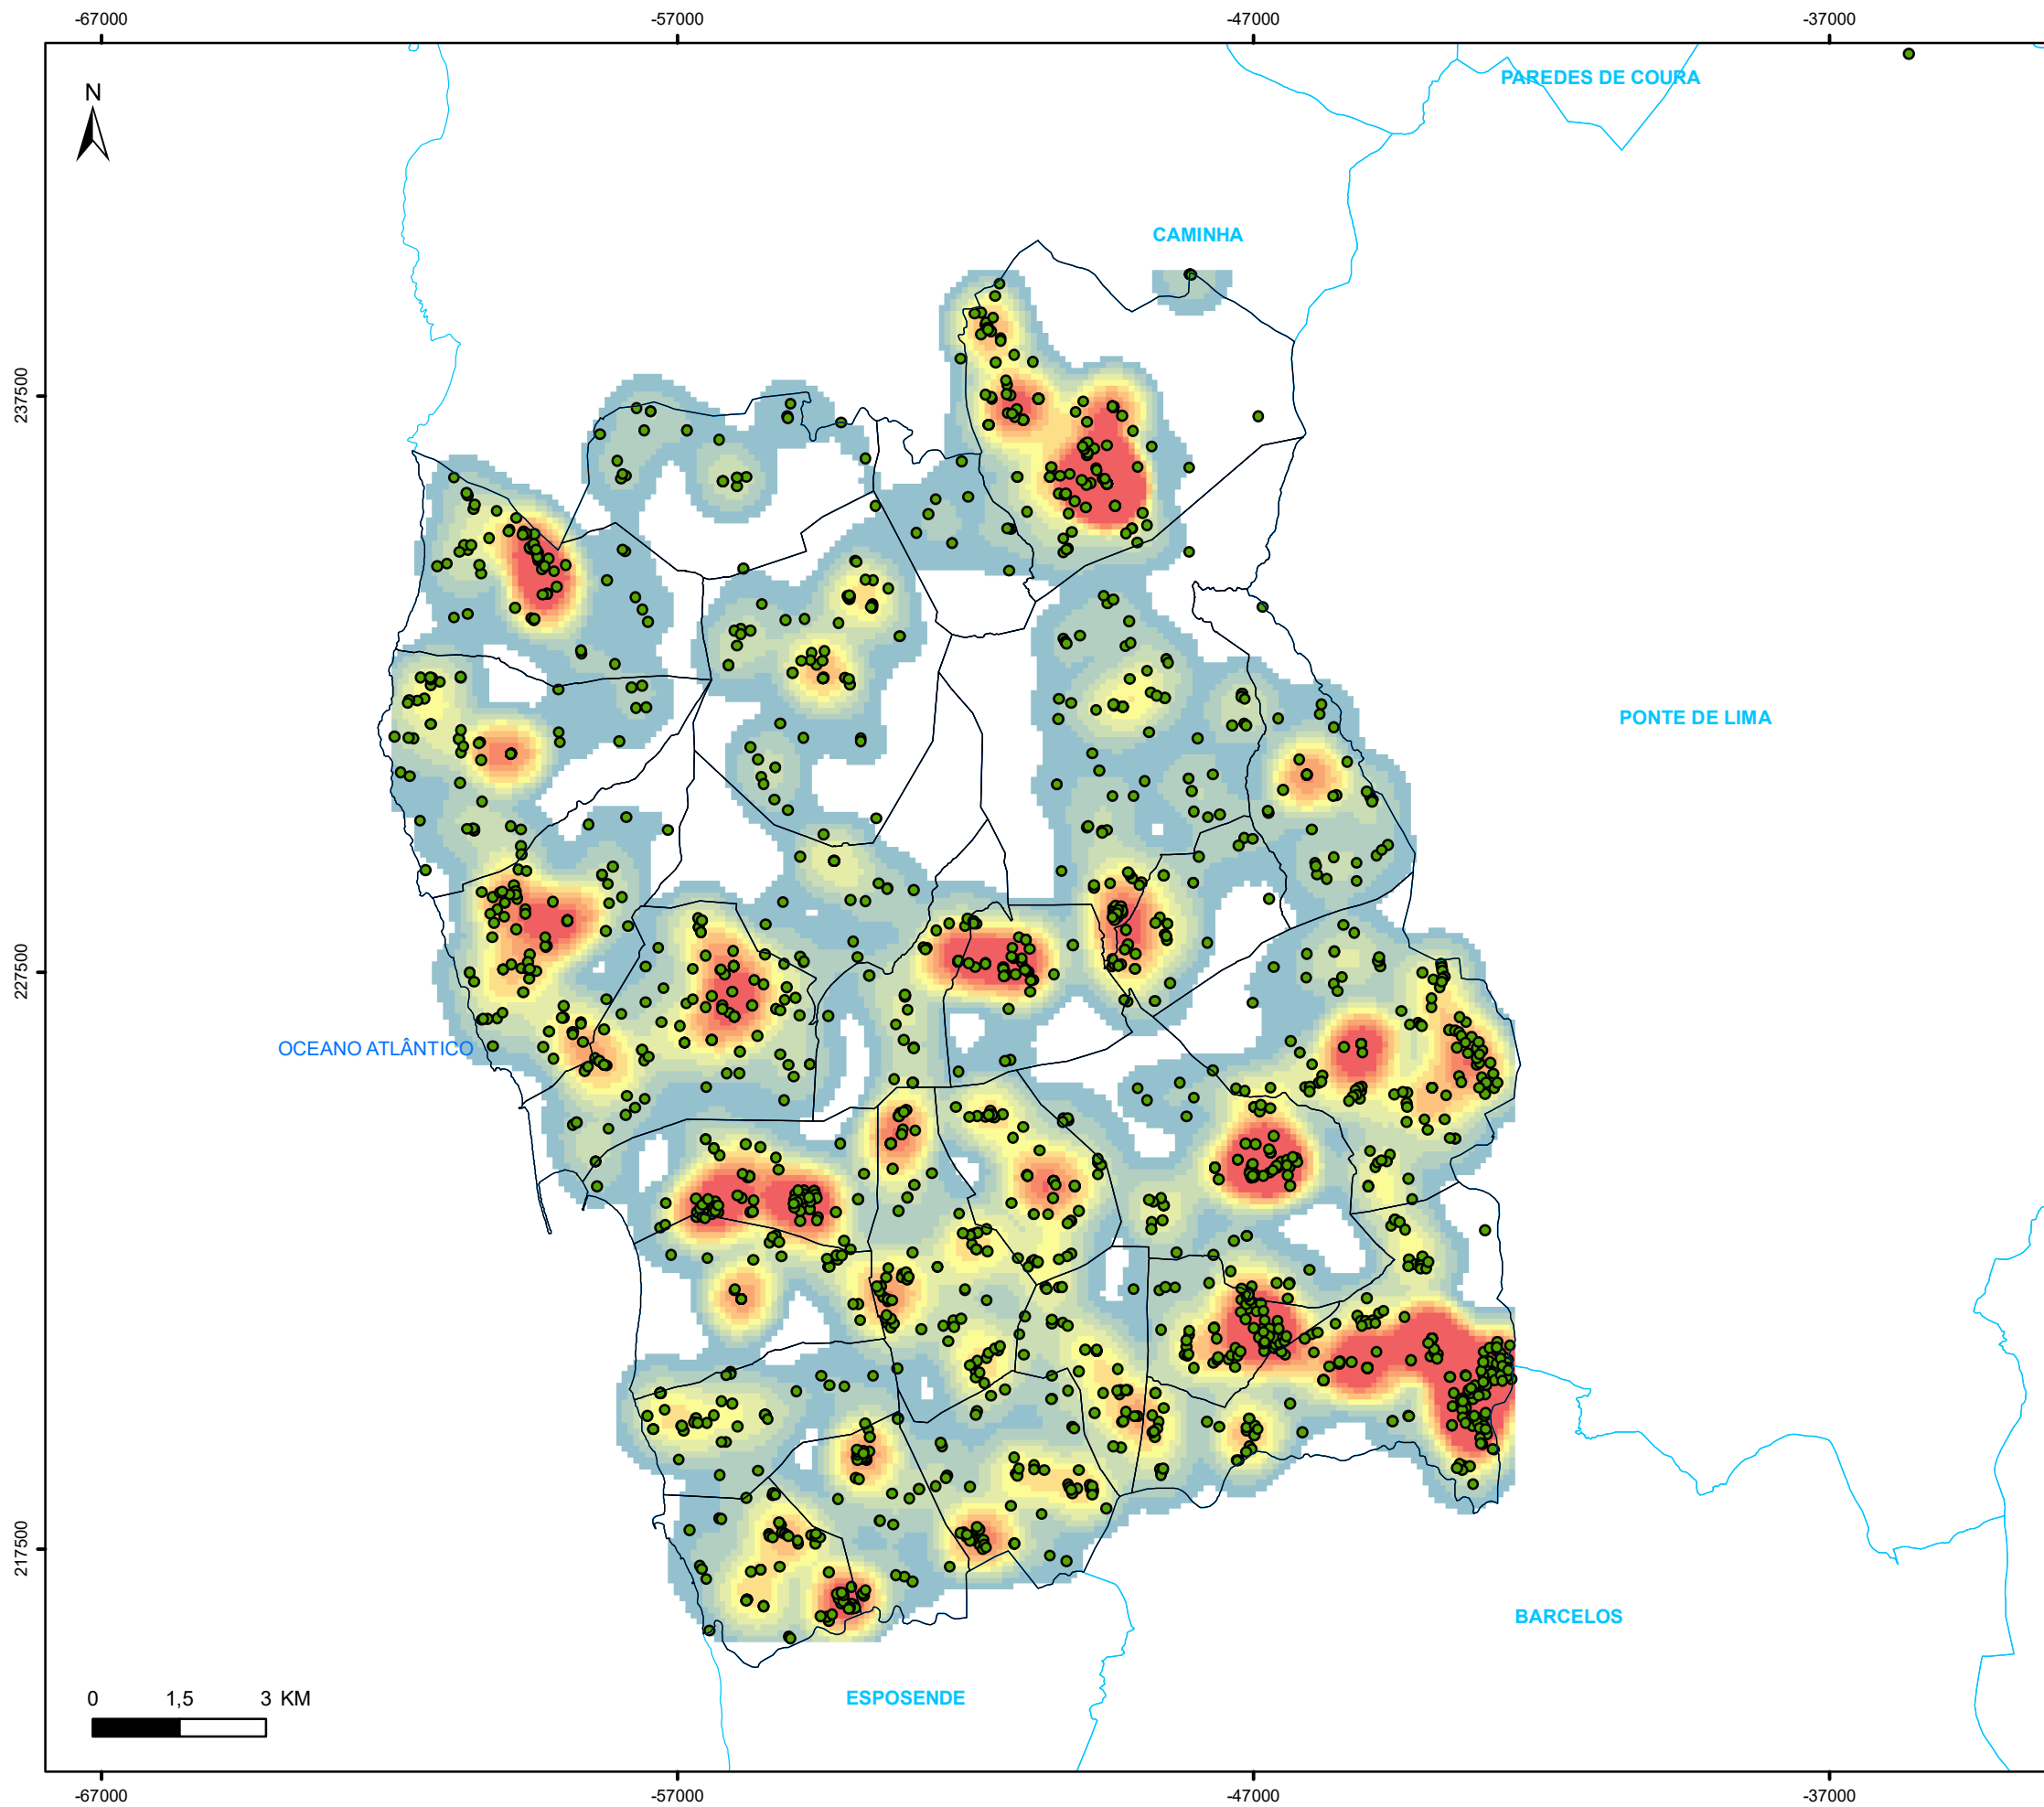 -67000 -57000 -47000 -37000
PAREDES DE COURA
N
CAMINHA
237500
PONTE DE LIMA
227500
OCEANO ATLÂNTICO
217500
BARCELOS
0 1,5 3 KM
ESPOSENDE
-67000 -57000 -47000 -37000